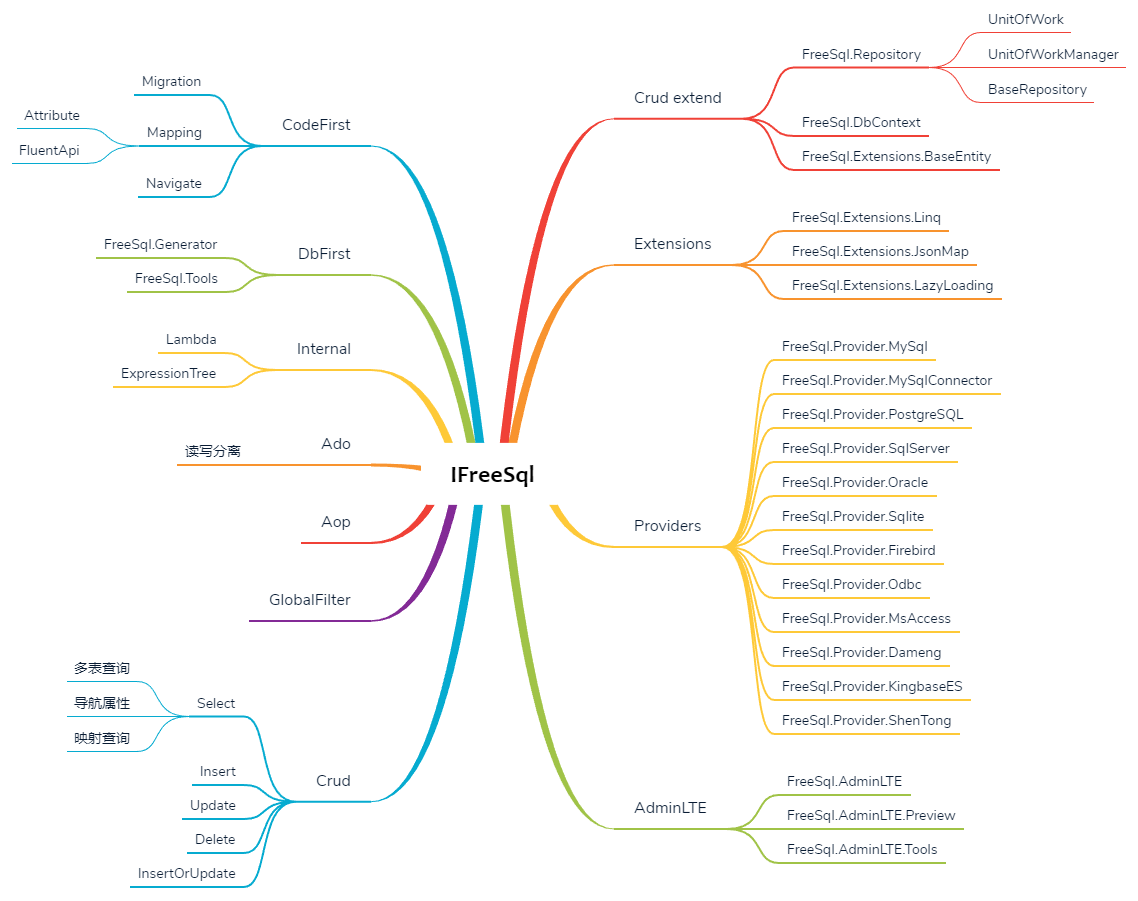 IFreeSql
CodeFirst
Migration
Mapping
Attribute
FluentApi
Navigate
DbFirst
FreeSql.Generator
FreeSql.Tools
Internal
Lambda
ExpressionTree
Ado
读写分离
Aop
GlobalFilter
Crud
Select
多表查询
导航属性
映射查询
Insert
Update
Delete
InsertOrUpdate
Crud extend
FreeSql.Repository
UnitOfWork
UnitOfWorkManager
BaseRepository
FreeSql.DbContext
FreeSql.Extensions.BaseEntity
Extensions
FreeSql.Extensions.Linq
FreeSql.Extensions.JsonMap
FreeSql.Extensions.LazyLoading
Providers
FreeSql.Provider.MySql
FreeSql.Provider.MySqlConnector
FreeSql.Provider.PostgreSQL
FreeSql.Provider.SqlServer
FreeSql.Provider.Oracle
FreeSql.Provider.Sqlite
FreeSql.Provider.Firebird
FreeSql.Provider.Odbc
FreeSql.Provider.MsAccess
FreeSql.Provider.Dameng
FreeSql.Provider.KingbaseES
FreeSql.Provider.ShenTong
AdminLTE
FreeSql.AdminLTE
FreeSql.AdminLTE.Preview
FreeSql.AdminLTE.Tools